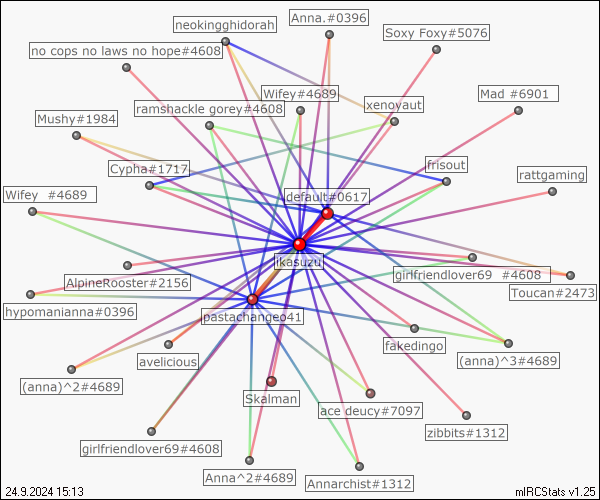 neokingghidorah
Anna.#0396
Soxy Foxy#5076
no cops no laws no hope#4608
Wifey#4689
Mad #6901
ramshackle gorey#4608
xenoyaut
Mushy#1984
Cypha#1717
frisout
rattgaming
Wifey #4689
default#0617
ikasuzu
AlpineRooster#2156
girlfriendlover69 #4608
Toucan#2473
hypomanianna#0396
pastachangeo41
avelicious
fakedingo
(anna)^3#4689
(anna)^2#4689
Skalman
ace deucy#7097
zibbits#1312
girlfriendlover69#4608
Anna^2#4689
Annarchist#1312
24.9.2024 15:13
mIRCStats v1.25